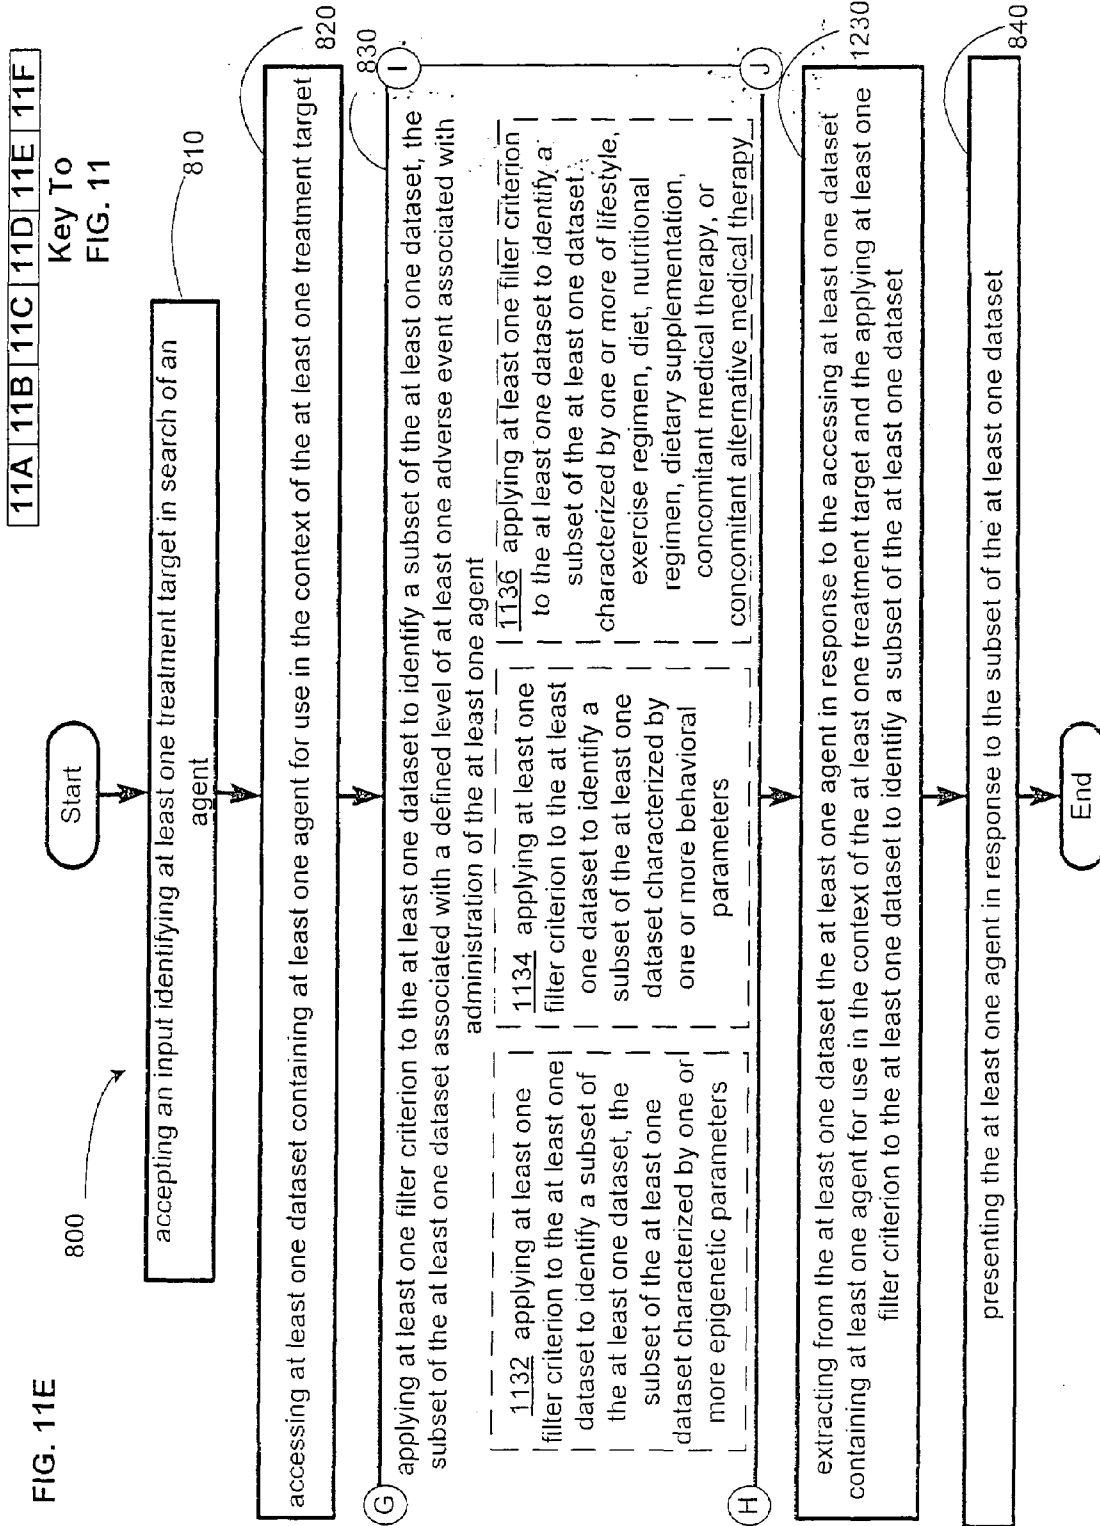 FIG. 11E
11A 11B 11C 11D 11E 11F
Key To
FIG. 11
800
Start
810
accepting an input identifying at least one treatment target in search of an
agent
820
accessing at least one dataset containing at least one agent for use in the context of the at least one treatment target
830
G
I
applying at least one filter criterion to the at least one dataset to identify a subset of the at least one dataset, the
subset of the at least one dataset associated with a defined level of at least one adverse event associated with
administration of the at least one agent
1132 applying at least one
filter criterion to the at least one
dataset to identify a subset of
the at least one dataset, the
subset of the at least one
dataset characterized by one or
more epigenetic parameters
1134 applying at least one
filter criterion to the at least
one dataset to identify a
subset of the at least one
dataset characterized by
one or more behavioral
parameters
1136 applying at least one filter criterion
to the at least one dataset to identify a
subset of the at least one dataset
characterized by one or more of lifestyle,
exercise regimen, diet, nutritional
regimen, dietary supplementation,
concomitant medical therapy, or
concomitant alternative medical therapy
H
J
1230
extracting from the at least one dataset the at least one agent in response to the accessing at least one dataset
containing at least one agent for use in the context of the at least one treatment target and the applying at least one
filter criterion to the at least one dataset to identify a subset of the at least one dataset
840
presenting the at least one agent in response to the subset of the at least one dataset
End